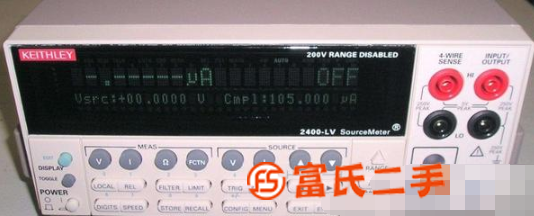 KEITHLEY
200V RANGE DISABLED
4-WIRE SENSE
INPUT/OUTPUT
AUTO
-.-----µA OFF
Vsrc:+00.0000 V Cmpl:105.000 µA
HI
LO
2400-LV SourceMeter®
MEAS
SOURCE
DISPLAY
TOGGLE
POWER
V I Ω FCTN
V I
LOCAL REL FILTER LIMIT TRIG
DIGITS SPEED STORE RECALL CONFIG MENU EXIT
RANGE
富氏二手